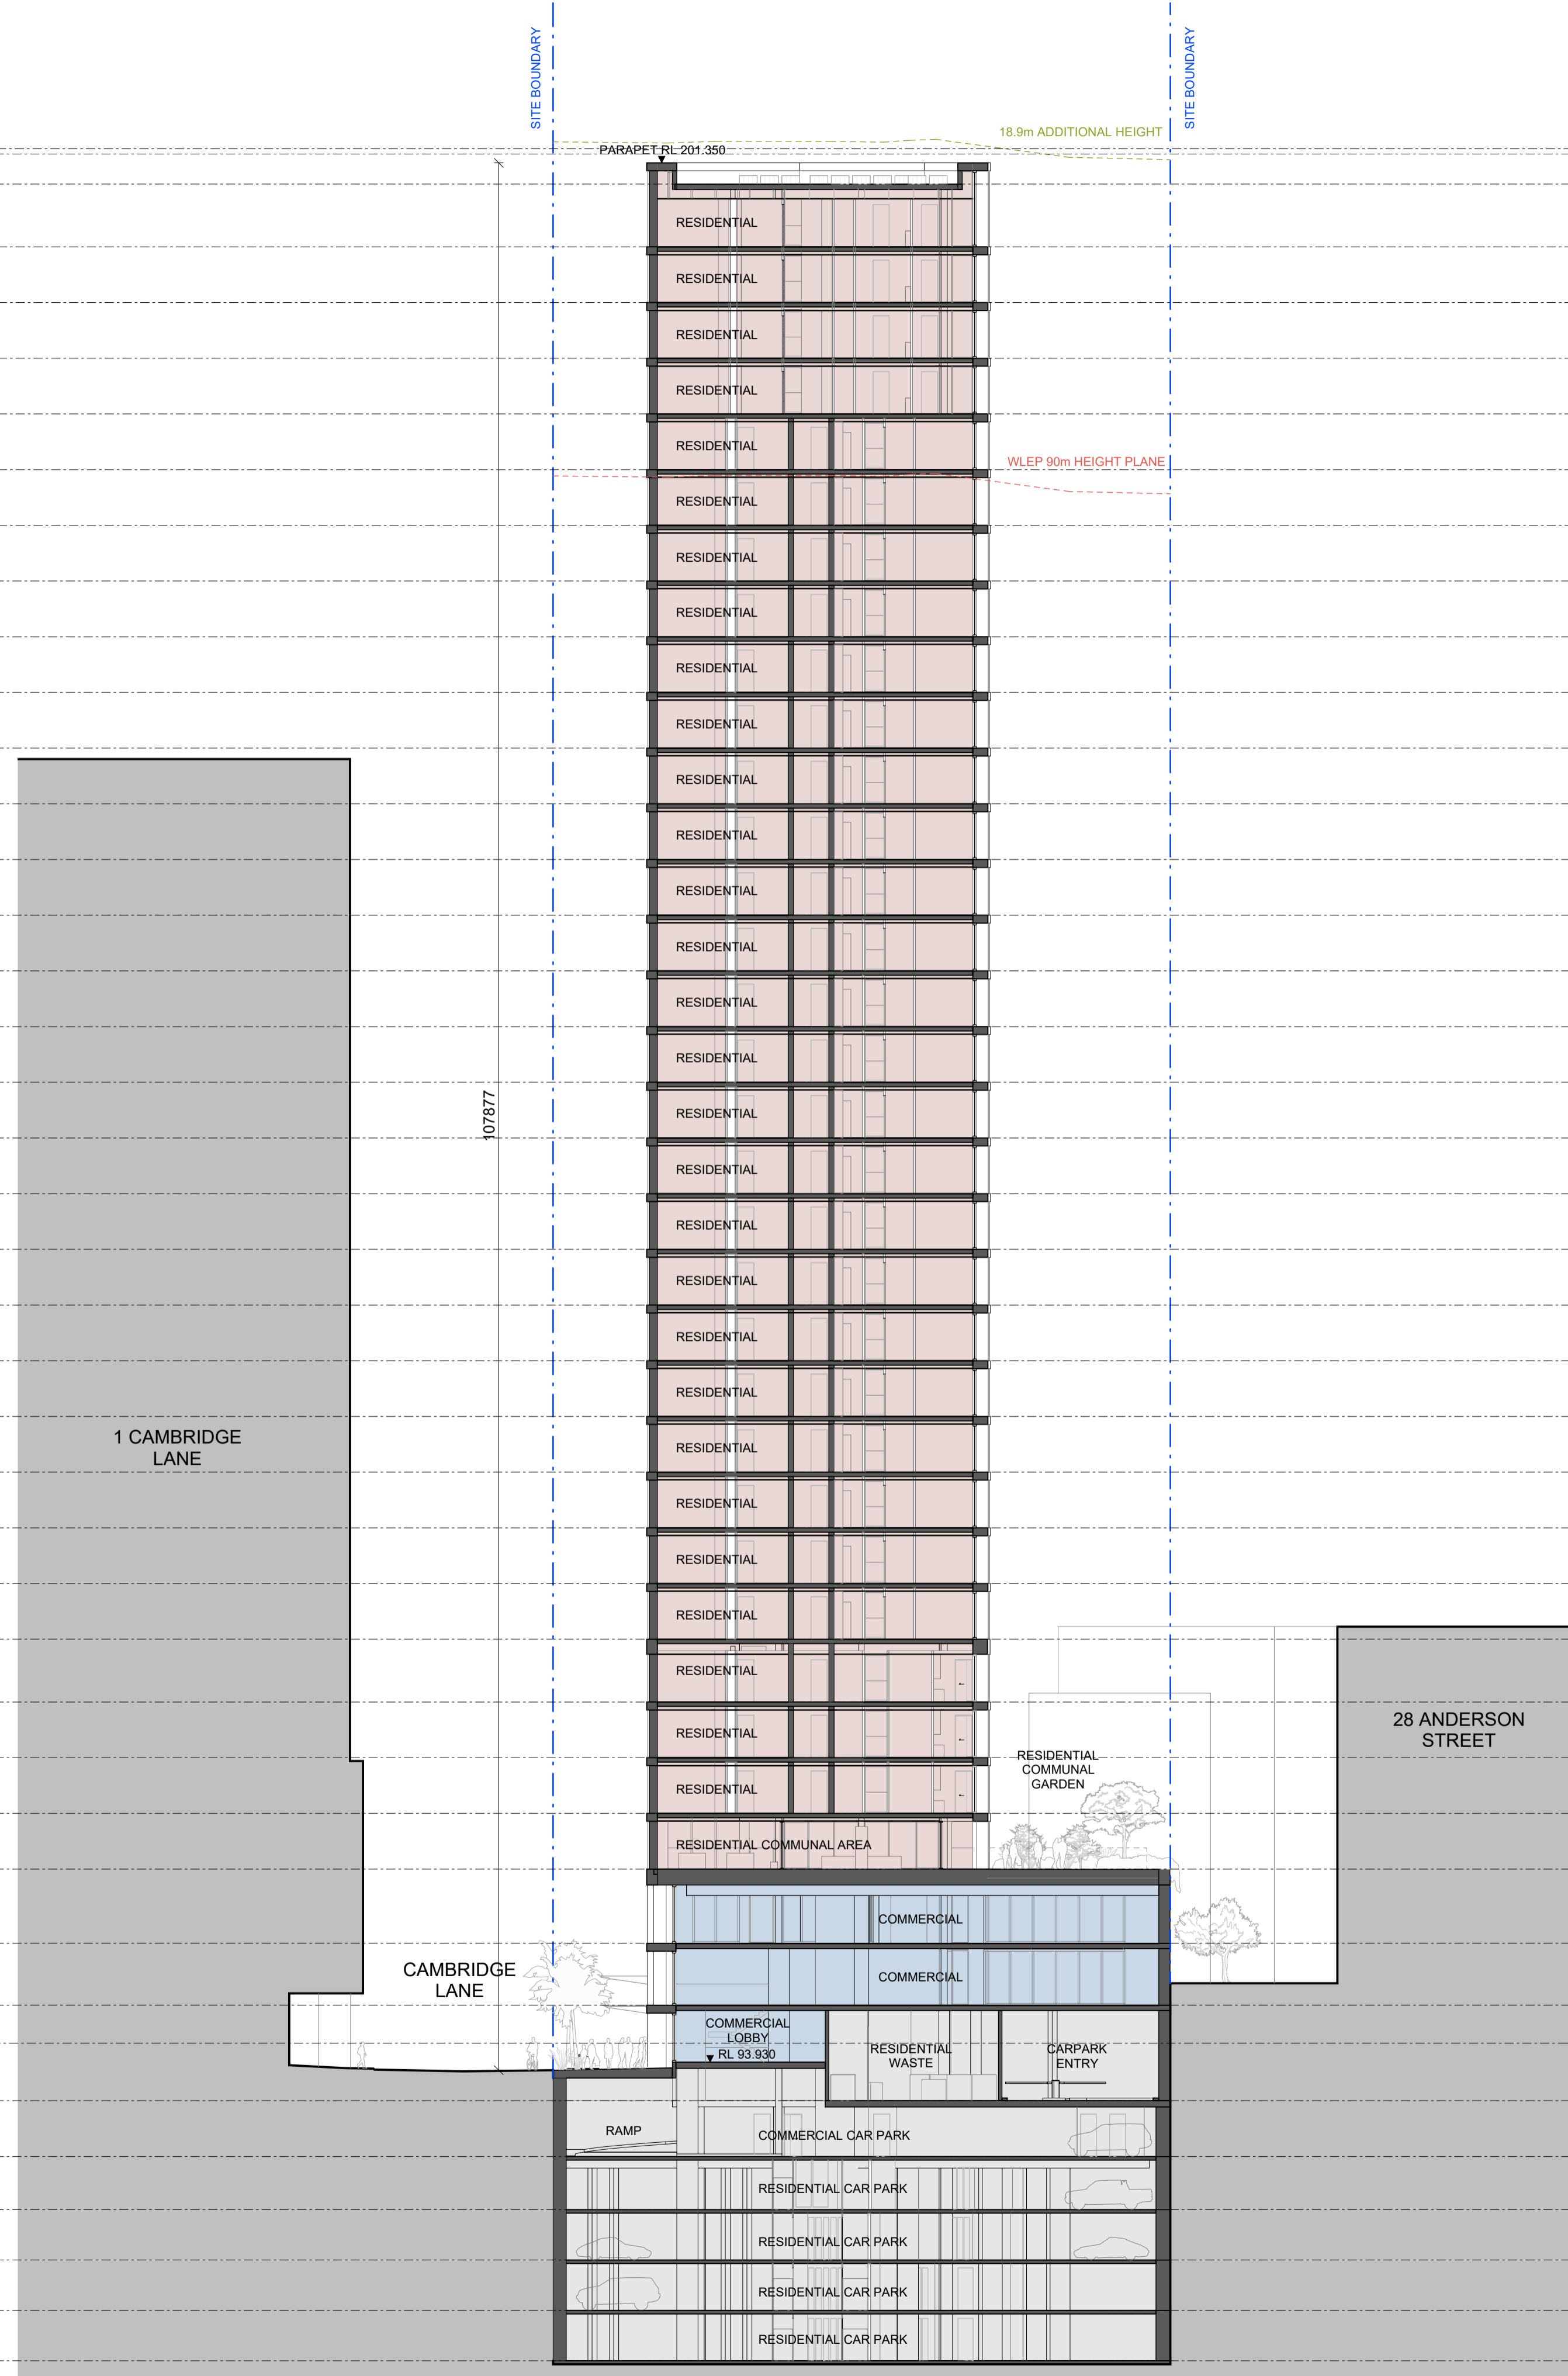 SITE BOUNDARY
SITE BOUNDARY
18.9m ADDITIONAL HEIGHT
PARAPET RL 201.350
RESIDENTIAL
RESIDENTIAL
RESIDENTIAL
RESIDENTIAL
RESIDENTIAL
WLEP 90m HEIGHT PLANE
RESIDENTIAL
RESIDENTIAL
RESIDENTIAL
RESIDENTIAL
RESIDENTIAL
RESIDENTIAL
RESIDENTIAL
RESIDENTIAL
RESIDENTIAL
RESIDENTIAL
RESIDENTIAL
RESIDENTIAL
107877
RESIDENTIAL
RESIDENTIAL
RESIDENTIAL
RESIDENTIAL
RESIDENTIAL
1 CAMBRIDGE
LANE
RESIDENTIAL
RESIDENTIAL
RESIDENTIAL
RESIDENTIAL
RESIDENTIAL
28 ANDERSON
STREET
RESIDENTIAL
RESIDENTIAL
COMMUNAL
GARDEN
RESIDENTIAL
RESIDENTIAL COMMUNAL AREA
COMMERCIAL
CAMBRIDGE
LANE
COMMERCIAL
COMMERCIAL
LOBBY
RL 93.930
RESIDENTIAL
WASTE
CARPARK
ENTRY
RAMP
COMMERCIAL CAR PARK
RESIDENTIAL CAR PARK
RESIDENTIAL CAR PARK
RESIDENTIAL CAR PARK
RESIDENTIAL CAR PARK